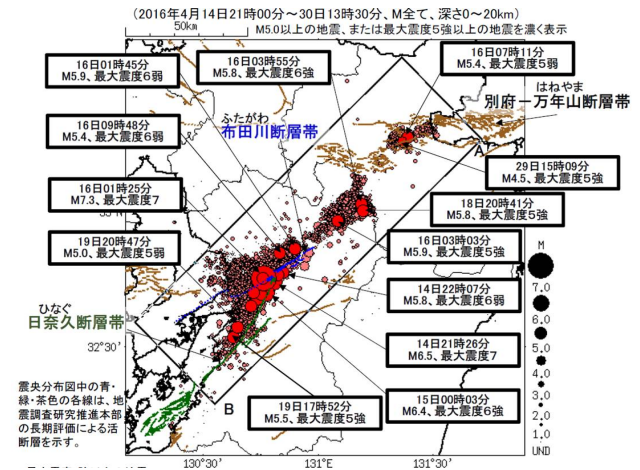 (2016年4月14日21時00分～30日13時30分、M全て、深さ0～20km)
M5.0以上の地震、または最大震度5強以上の地震を濃く表示
50km
16日01時45分
M5.9、最大震度6弱
16日03時55分
M5.8、最大震度6強
16日07時11分
M5.4、最大震度5弱
はねやま
別府－万年山断層帯
ふたがわ
布田川断層帯
16日09時48分
M5.4、最大震度6弱
A
29日15時09分
M4.5、最大震度5強
16日01時25分
M7.3、最大震度7
18日20時41分
M5.8、最大震度5強
19日20時47分
M5.0、最大震度5弱
16日03時03分
M5.9、最大震度5強
M
7.0
6.0
5.0
4.0
3.0
2.0
1.0
UND
14日22時07分
M5.8、最大震度6弱
ひなぐ
日奈久断層帯
32°30'
14日21時26分
M6.5、最大震度7
震央分布図中の青・
緑・茶色の各線は、地
震調査研究推進本部
の長期評価による活
断層を示す。
B
19日17時52分
M5.5、最大震度5強
15日00時03分
M6.4、最大震度6強
130°30'
131°E
131°30'